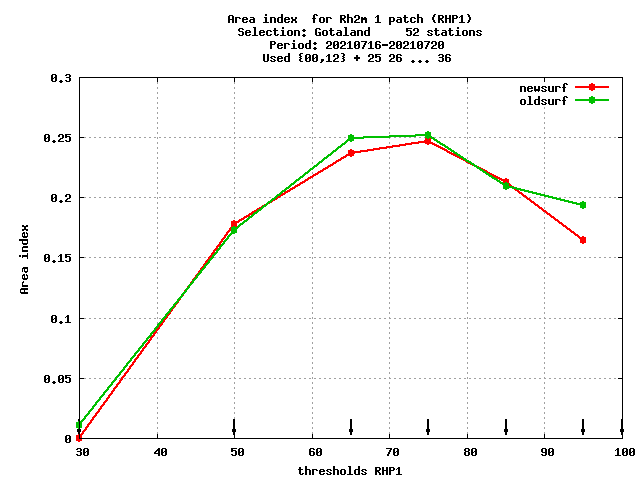 Area index  for Rh2m 1 patch (RHP1)
Selection: Gotaland     52 stations
Period: 20210716-20210720
Used {00,12} + 25 26 ... 36
newsurf
oldsurf
0.3
0.25
0.2
0.15
0.1
0.05
0
Area index
30 40 50 60 70 80 90 100
thresholds RHP1